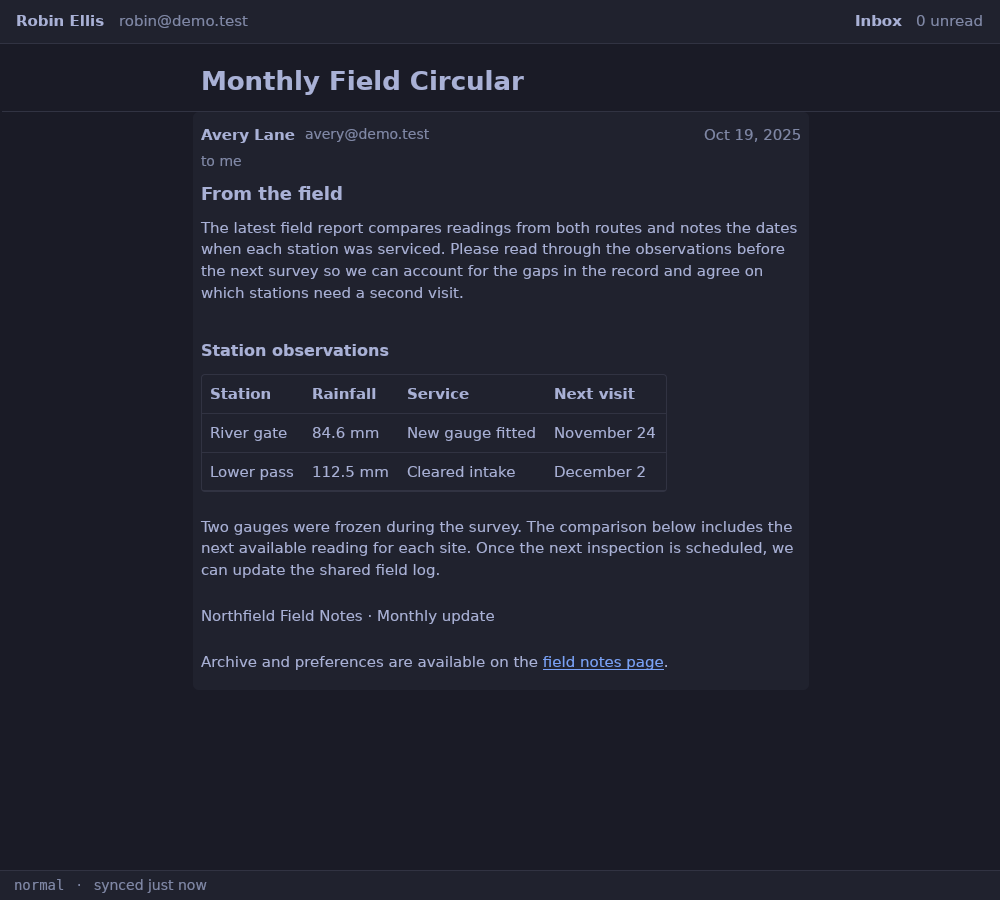 Robin Ellis robin@demo.test Inbox 0 unread
Monthly Field Circular
Avery Lane avery@demo.test Oct 19, 2025
to me
From the field
The latest field report compares readings from both routes and notes the dates
when each station was serviced. Please read through the observations before
the next survey so we can account for the gaps in the record and agree on
which stations need a second visit.
Station observations
Station Rainfall Service Next visit
River gate 84.6 mm New gauge fitted November 24
Lower pass 112.5 mm Cleared intake December 2
Two gauges were frozen during the survey. The comparison below includes the
next available reading for each site. Once the next inspection is scheduled, we
can update the shared field log.
Northfield Field Notes · Monthly update
Archive and preferences are available on the field notes page.
normal · synced just now